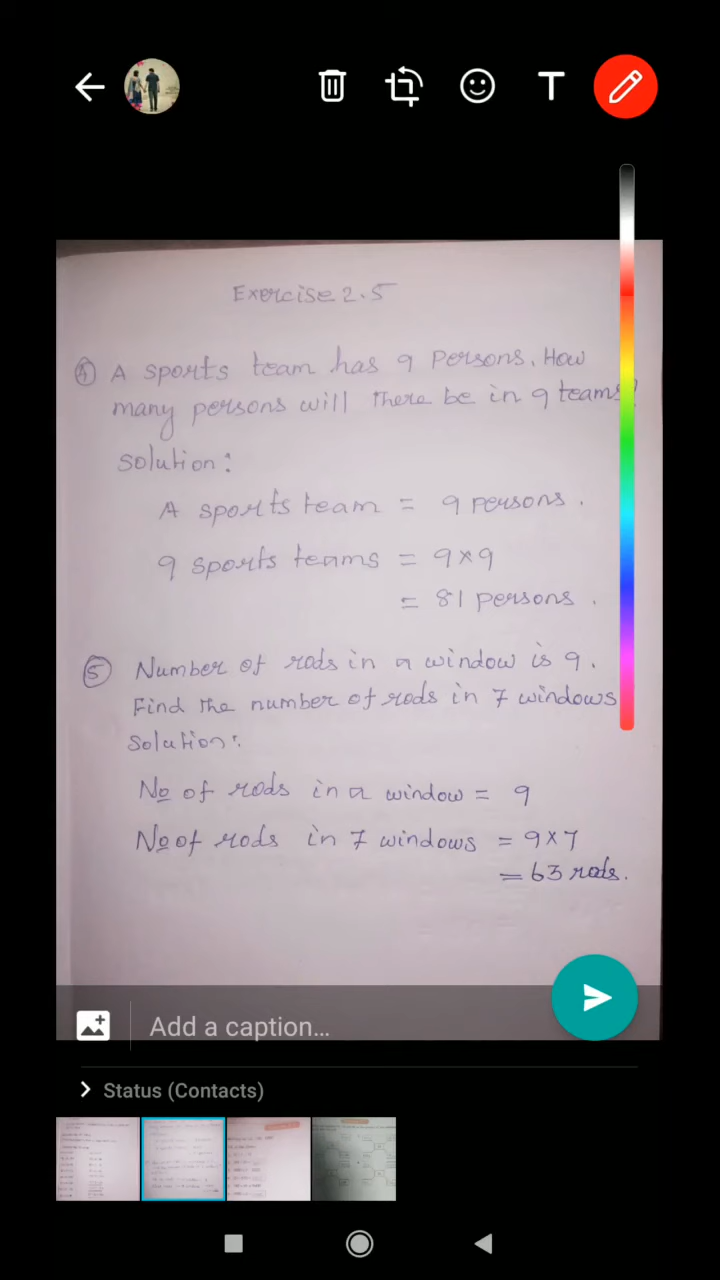 T
Exercise 2.5
④ A sports team has 9 persons. How
many persons will there be in 9 teams?
Solution:
A sports team = 9 persons.
9 sports teams = 9×9
= 81 persons.
⑤ Number of rods in a window is 9.
Find the number of rods in 7 windows
Solution:
No of rods in a window = 9
No of rods in 7 windows = 9×7
= 63 rods.
Add a caption...
Status (Contacts)